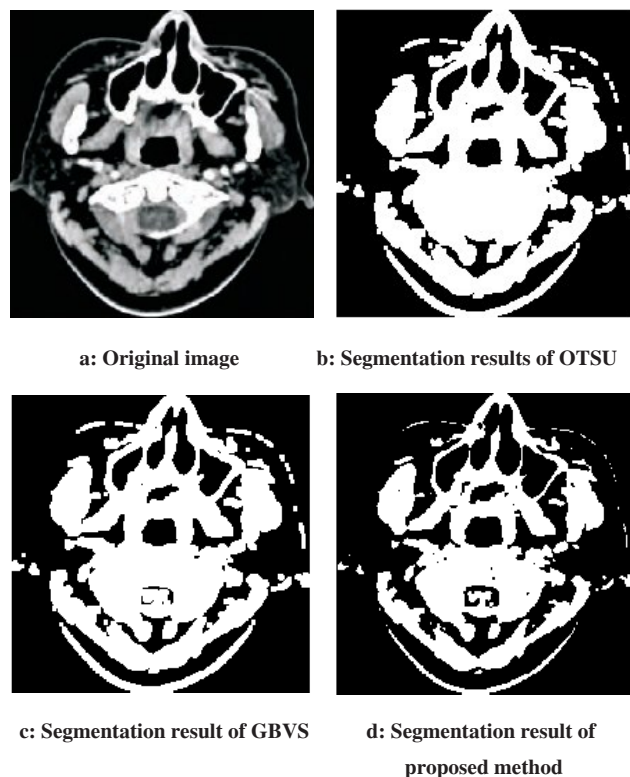 a: Original image
b: Segmentation results of OTSU
c: Segmentation result of GBVS
d: Segmentation result of
proposed method